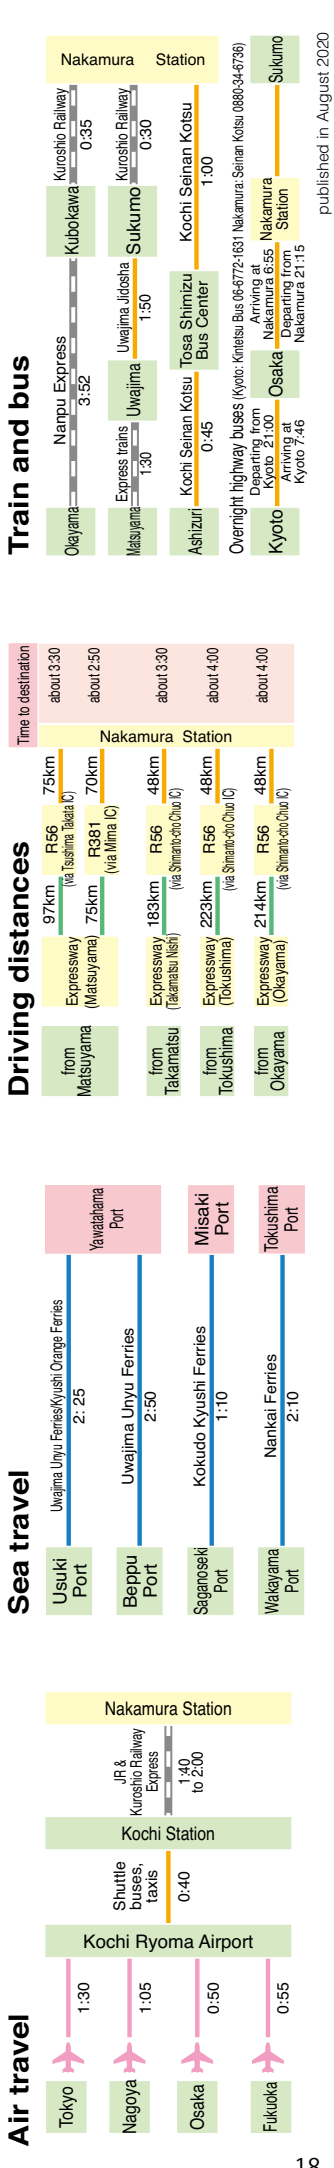 Air travel
Tokyo
1:30
Nagoya
1:05
Osaka
0:50
Fukuoka
0:55
Kochi Ryoma Airport
Shuttle
buses,
taxis
0:40
Kochi Station
JR &
Kuroshio Railway
Express
1:40
to 2:00
Nakamura Station
Sea travel
Usuki
Port
Uwajima Unyu Ferries/Kyushi Orange Ferries
2: 25
Beppu
Port
Uwajima Unyu Ferries
2:50
Yawatahama
Port
Saganoseki
Port
Kokudo Kyushi Ferries
1:10
Misaki
Port
Wakayama
Port
Nankai Ferries
2:10
Tokushima
Port
Driving distances
Time to destination
from
Matsuyama
Expressway
(Matsuyama)
97km
R56
(via Tsushima Takata IC)
75km
about 3:30
75km
R381
(via Mima IC)
70km
about 2:50
from
Takamatsu
Expressway
(Takamatsu Nishi)
183km
R56
(via Shimanto-cho Chuo IC)
48km
about 3:30
from
Tokushima
Expressway
(Tokushima)
223km
R56
(via Shimanto-cho Chuo IC)
48km
about 4:00
from
Okayama
Expressway
(Okayama)
214km
R56
(via Shimanto-cho Chuo IC)
48km
about 4:00
Nakamura Station
Train and bus
Okayama
Nanpu Express
3:52
Kubokawa
Kuroshio Railway
0:35
Matsuyama
Express trains
1:30
Uwajima
Uwajima Jidosha
1:50
Sukumo
Kuroshio Railway
0:30
Ashizuri
Kochi Seinan Kotsu
0:45
Tosa Shimizu
Bus Center
Kochi Seinan Kotsu
1:00
Nakamura Station
Overnight highway buses (Kyoto: Kintetsu Bus 06-6772-1631 Nakamura: Seinan Kotsu 0880-34-6736)
Kyoto
Departing from
Kyoto 21:00
Arriving at
Kyoto 7:46
Osaka
Arriving at
Nakamura 6:55
Departing from
Nakamura 21:15
Nakamura
Station
Sukumo
published in August 2020
18